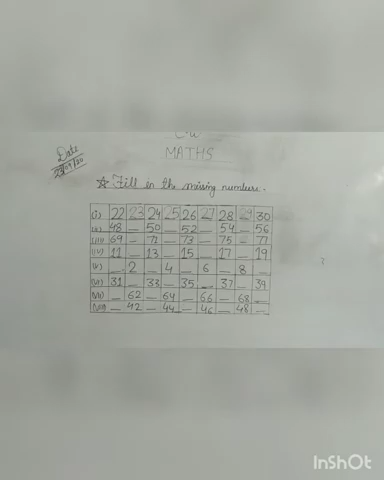 C.W.
MATHS
Date
☆ Fill in the missing numbers.
(i) 22 23 24 25 26 27 28 29 30
(ii) 48 _ 50 _ 52 _ 54 _ 56
(iii) 69 _ 71 _ 73 _ 75 _ 77
(iv) 11 _ 13 _ 15 _ 17 _ 19
(v) _ 2 _ 4 _ 6 _ 8 _
(vi) 31 _ 33 _ 35 _ 37 _ 39
(vii) _ 62 _ 64 _ 66 _ 68 _
(viii) _ 42 _ 44 _ 46 _ 48 _
InShOt